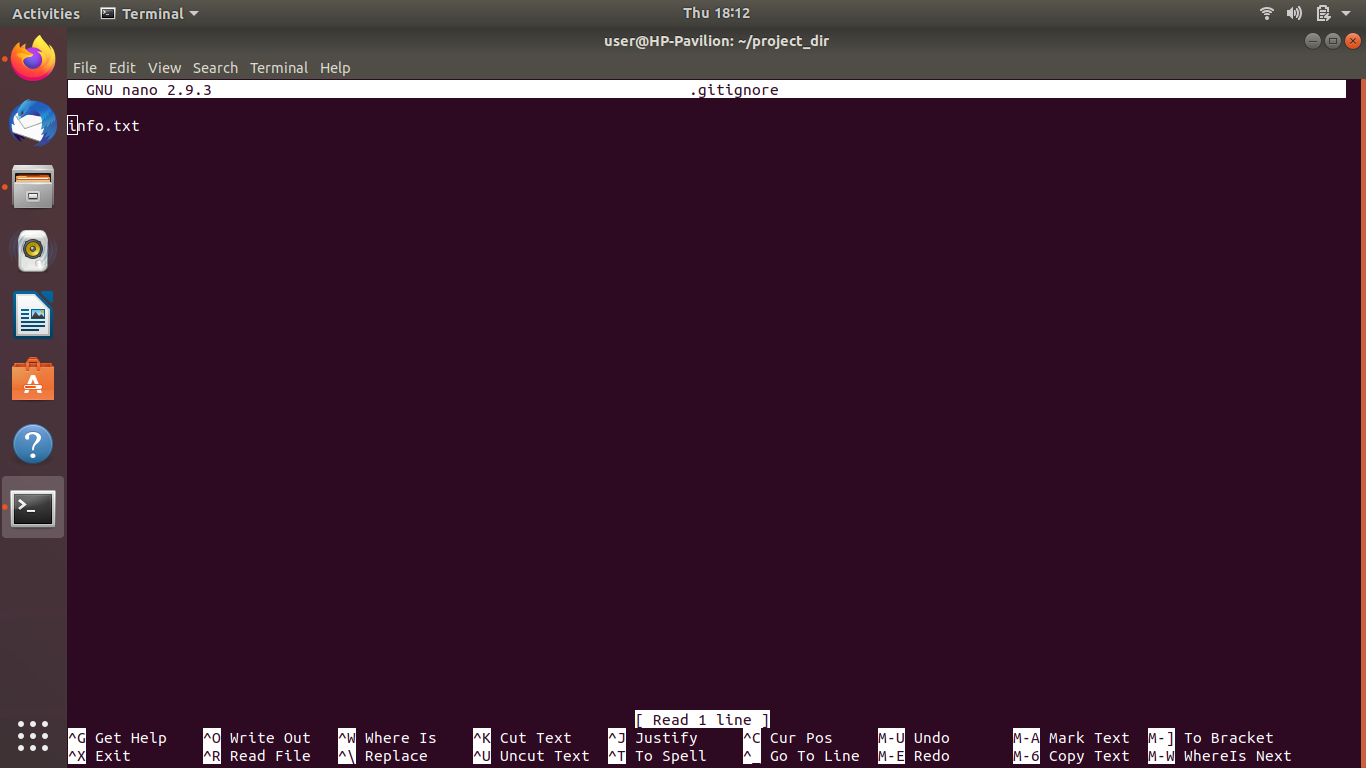 Activities Terminal Thu 18:12
user@HP-Pavilion: ~/project_dir
File Edit View Search Terminal Help
GNU nano 2.9.3 .gitignore
info.txt
[ Read 1 line ]
^G Get Help ^O Write Out ^W Where Is ^K Cut Text ^J Justify ^C Cur Pos M-U Undo M-A Mark Text M-] To Bracket
^X Exit ^R Read File ^\ Replace ^U Uncut Text ^T To Spell ^_ Go To Line M-E Redo M-6 Copy Text M-W WhereIs Next